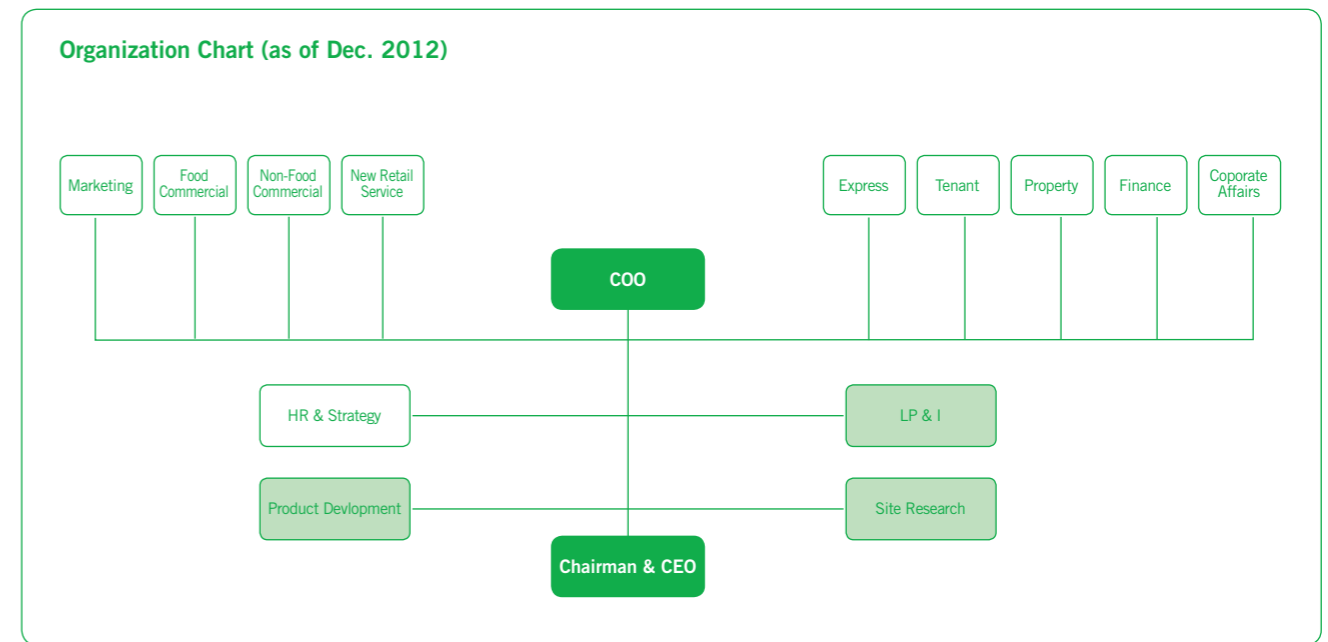 Organization Chart (as of Dec. 2012)
Marketing
Food
Commercial
Non-Food
Commercial
New Retail
Service
Express
Tenant
Property
Finance
Coporate
Affairs
COO
HR & Strategy
LP & I
Product Devlopment
Site Research
Chairman & CEO